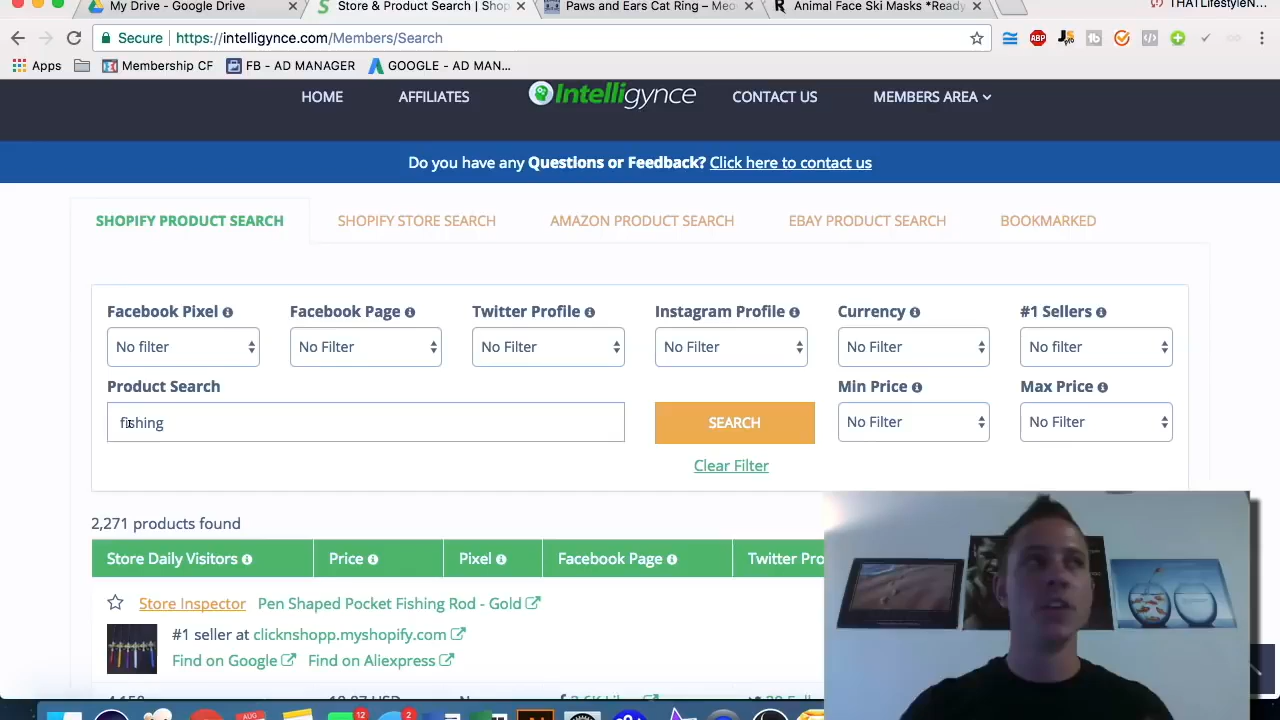 My Drive - Google Drive
Store & Product Search | Shop
Paws and Ears Cat Ring – Meo
Animal Face Ski Masks *Ready
THATLifestyleN...
Secure
https://intelligynce.com/Members/Search
Apps
Membership CF
FB - AD MANAGER
GOOGLE - AD MAN...
HOME
AFFILIATES
Intelligynce
CONTACT US
MEMBERS AREA
Do you have any Questions or Feedback? Click here to contact us
SHOPIFY PRODUCT SEARCH
SHOPIFY STORE SEARCH
AMAZON PRODUCT SEARCH
EBAY PRODUCT SEARCH
BOOKMARKED
Facebook Pixel
Facebook Page
Twitter Profile
Instagram Profile
Currency
#1 Sellers
No filter
No Filter
No Filter
No Filter
No Filter
No filter
Product Search
Min Price
Max Price
fishing
SEARCH
No Filter
No Filter
Clear Filter
2,271 products found
Store Daily Visitors
Price
Pixel
Facebook Page
Twitter Pro
Store Inspector
Pen Shaped Pocket Fishing Rod - Gold
#1 seller at clicknshopp.myshopify.com
Find on Google
Find on Aliexpress